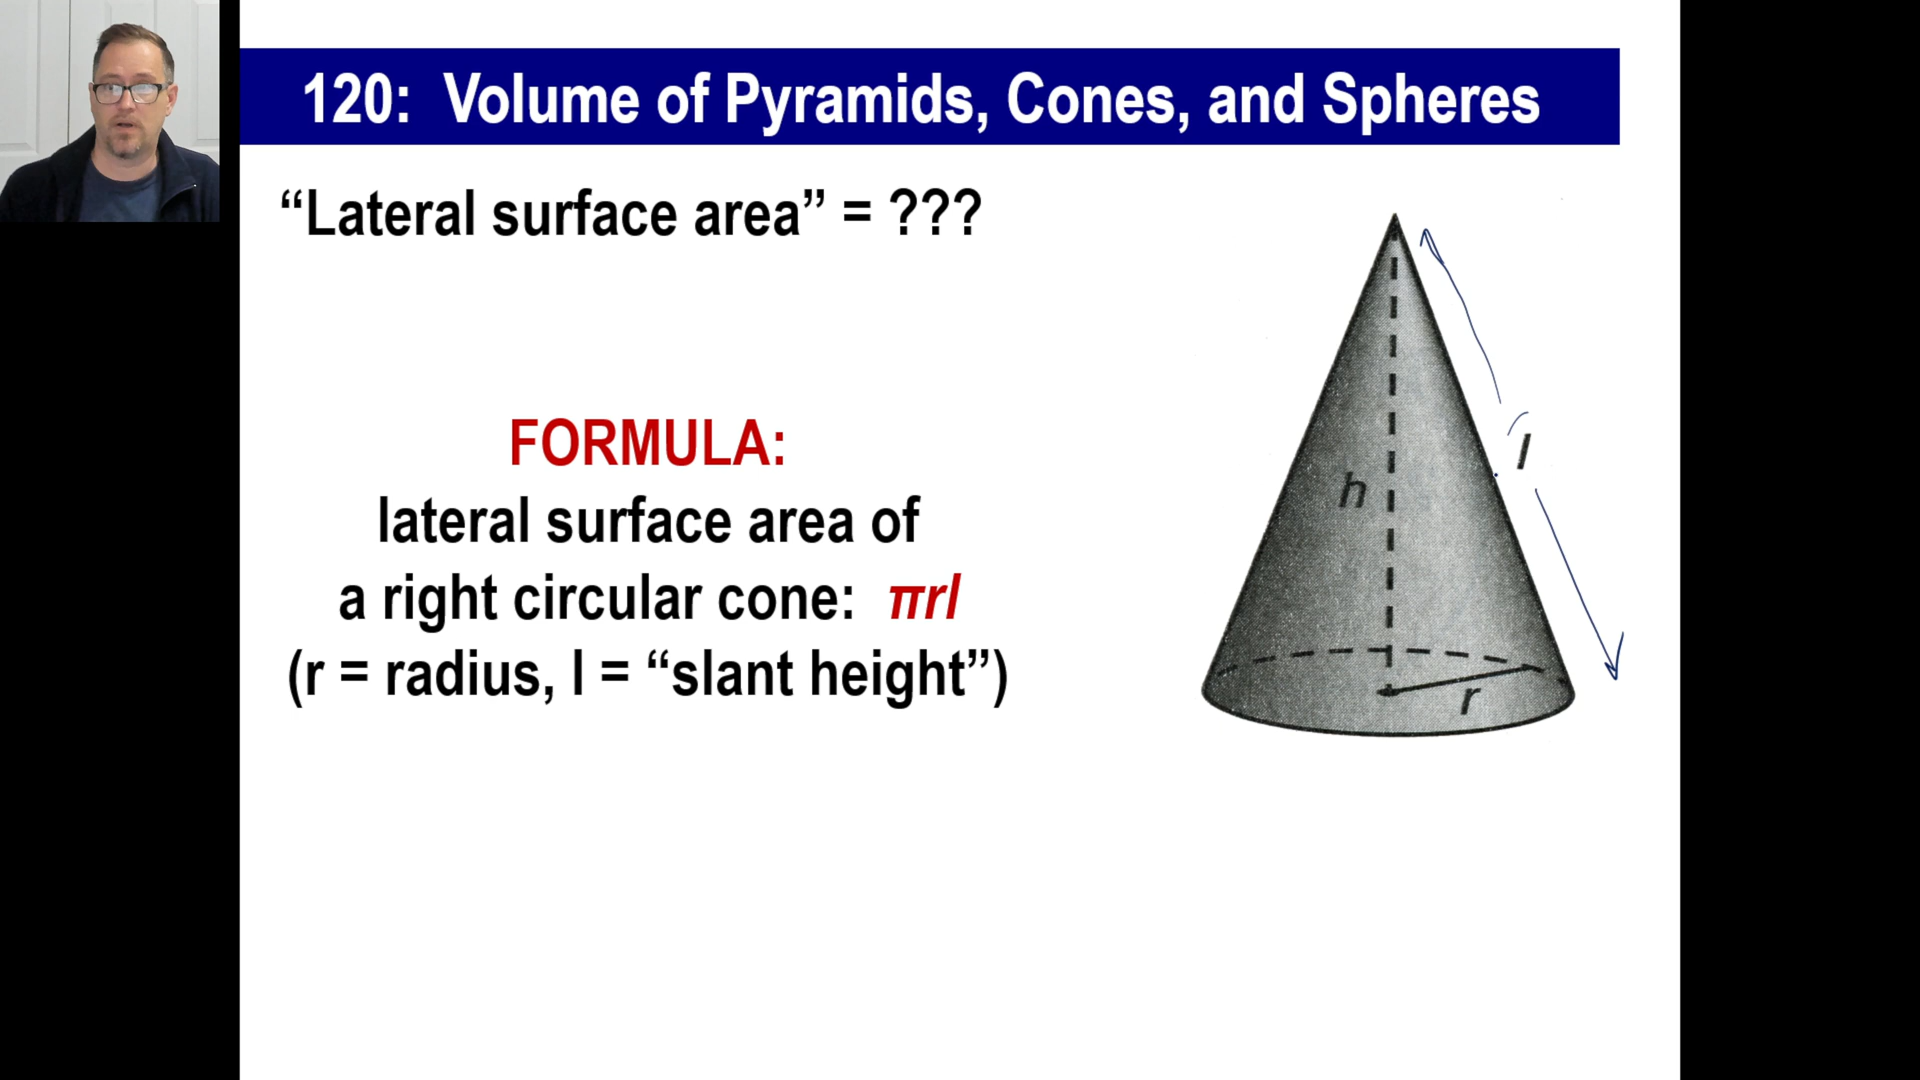 120: Volume of Pyramids, Cones, and Spheres
“Lateral surface area” = ???
FORMULA:
lateral surface area of
a right circular cone: πrl
(r = radius, l = “slant height”)
h
l
r